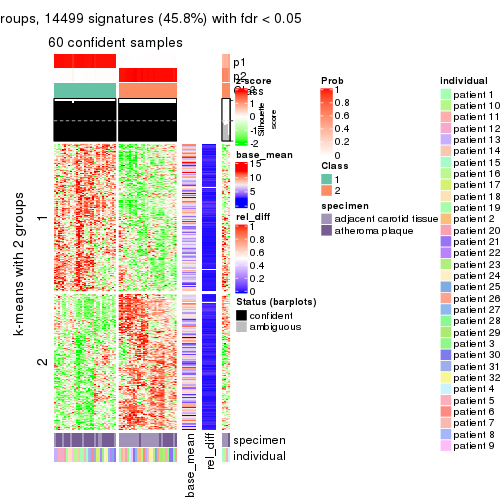 roups, 14499 signatures (45.8%) with fdr < 0.05
60 confident samples
p1
p2
Class
Silhouette
score
k-means with 2 groups
1
2
specimen
individual
base_mean
rel_diff
z-score
2
1
0
-1
-2
base_mean
15
10
5
0
rel_diff
1
0.8
0.6
0.4
0.2
0
Status (barplots)
confident
ambiguous
Prob
1
0.8
0.6
0.4
0.2
0
Class
1
2
specimen
adjacent carotid tissue
atheroma plaque
individual
patient 1
patient 10
patient 11
patient 12
patient 13
patient 14
patient 15
patient 16
patient 17
patient 18
patient 19
patient 2
patient 20
patient 21
patient 22
patient 23
patient 24
patient 25
patient 26
patient 27
patient 28
patient 29
patient 3
patient 30
patient 31
patient 32
patient 4
patient 5
patient 6
patient 7
patient 8
patient 9